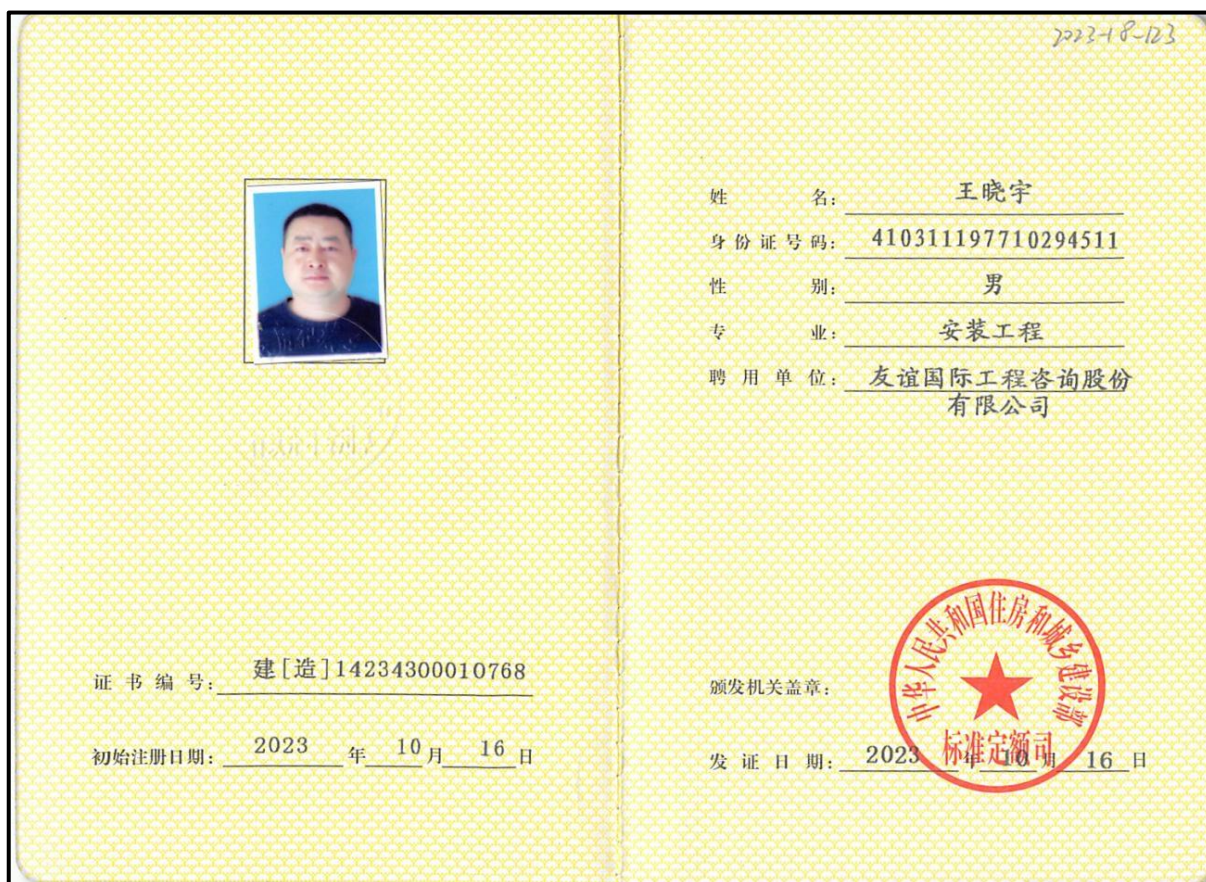 2023-18-123
姓 名: 王晓宇
身份证号码: 410311197710294511
性 别: 男
专 业: 安装工程
聘用单位: 友谊国际工程咨询股份
有限公司
证书编号: 建[造]14234300010768
初始注册日期: 2023 年 10 月 16 日
颁发机关盖章:
中华人民共和国住房和城乡建设部
标准定额司
发证日期: 2023 年 10 月 16 日